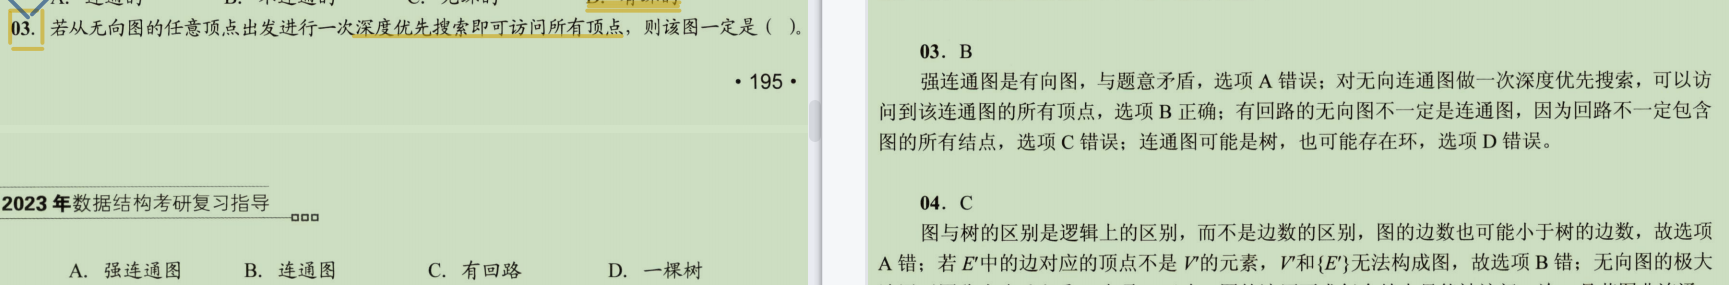 03. 若从无向图的任意顶点出发进行一次深度优先搜索即可访问所有顶点，则该图一定是（ ）。
• 195 •
2023 年数据结构考研复习指导
A. 强连通图 B. 连通图 C. 有回路 D. 一棵树
03. B
强连通图是有向图，与题意矛盾，选项 A 错误；对无向连通图做一次深度优先搜索，可以访
问到该连通图的所有顶点，选项 B 正确；有回路的无向图不一定是连通图，因为回路不一定包含
图的所有结点，选项 C 错误；连通图可能是树，也可能存在环，选项 D 错误。
04. C
图与树的区别是逻辑上的区别，而不是边数的区别，图的边数也可能小于树的边数，故选项
A 错；若 E'中的边对应的顶点不是 V'的元素，V'和{E'}无法构成图，故选项 B 错；无向图的极大